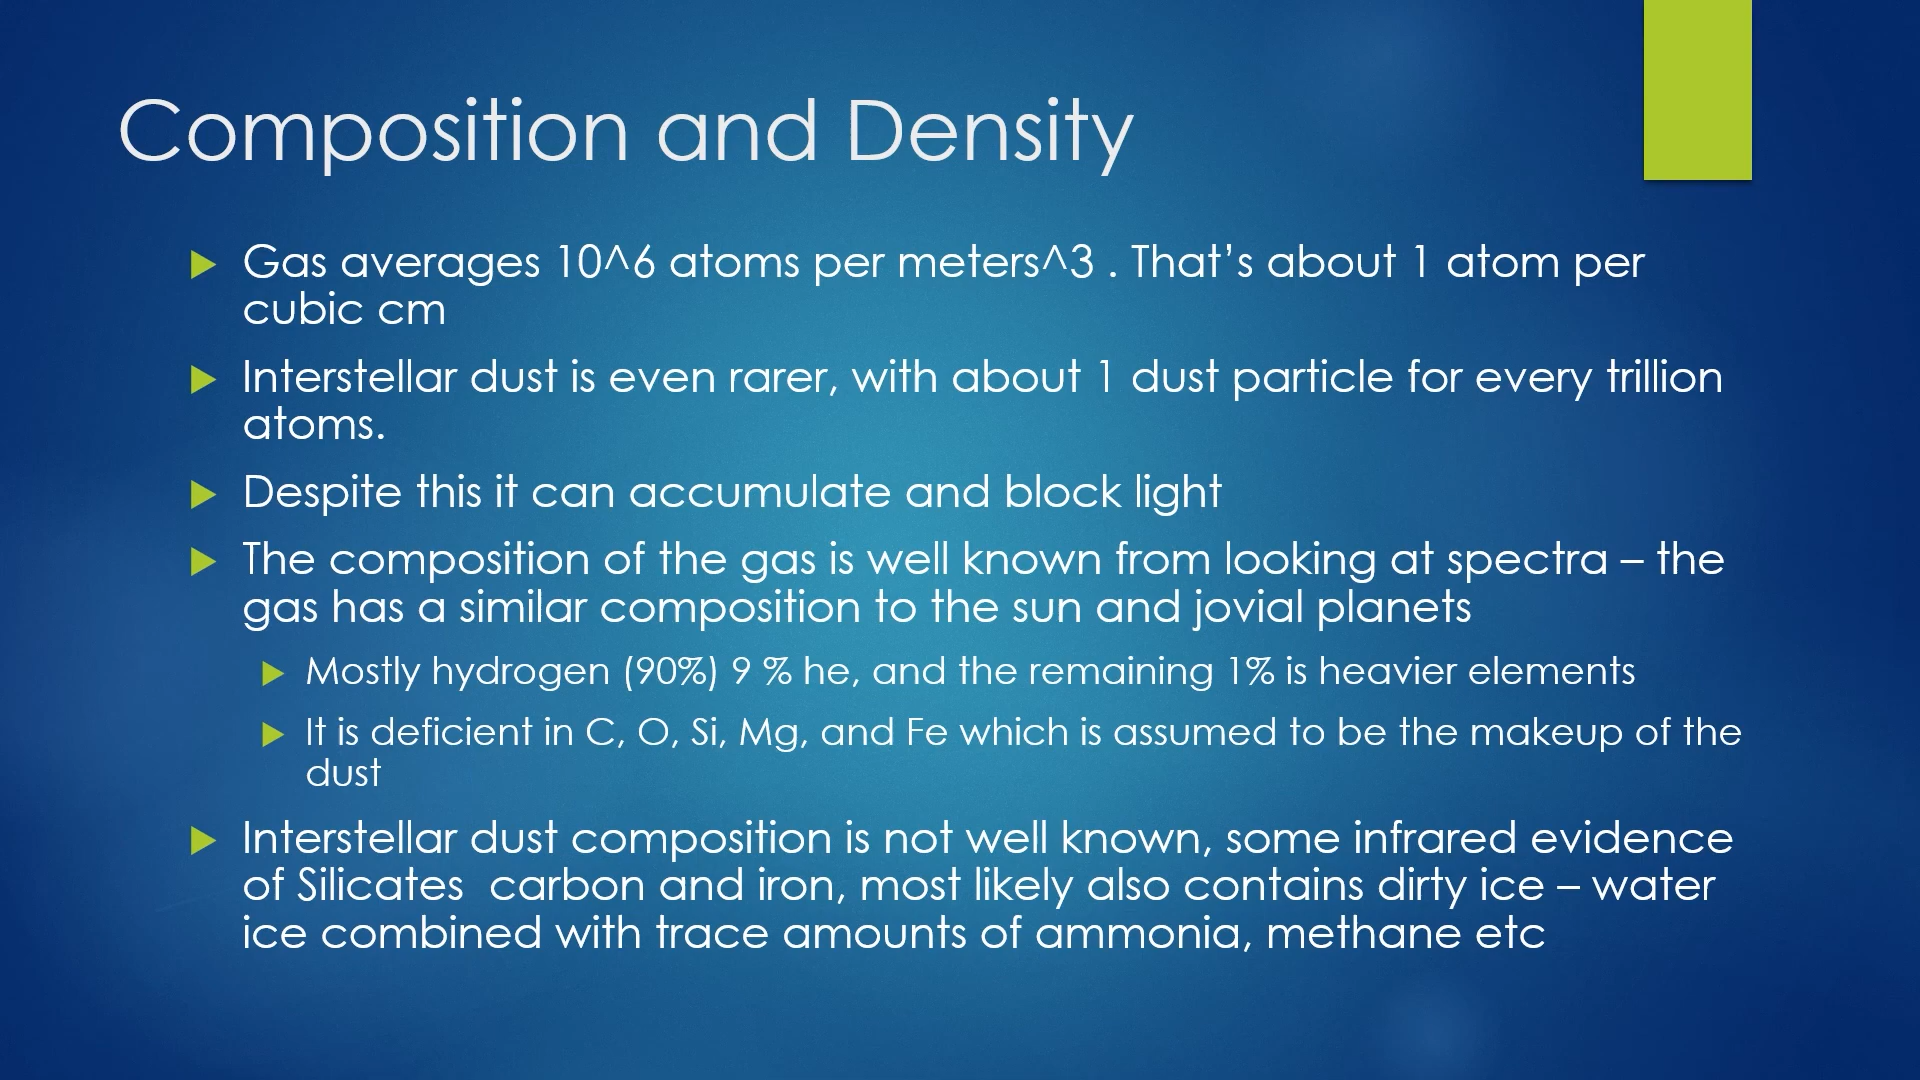 Composition and Density
Gas averages 10^6 atoms per meters^3 . That’s about 1 atom per
cubic cm
Interstellar dust is even rarer, with about 1 dust particle for every trillion
atoms.
Despite this it can accumulate and block light
The composition of the gas is well known from looking at spectra – the
gas has a similar composition to the sun and jovial planets
Mostly hydrogen (90%) 9 % he, and the remaining 1% is heavier elements
It is deficient in C, O, Si, Mg, and Fe which is assumed to be the makeup of the
dust
Interstellar dust composition is not well known, some infrared evidence
of Silicates  carbon and iron, most likely also contains dirty ice – water
ice combined with trace amounts of ammonia, methane etc